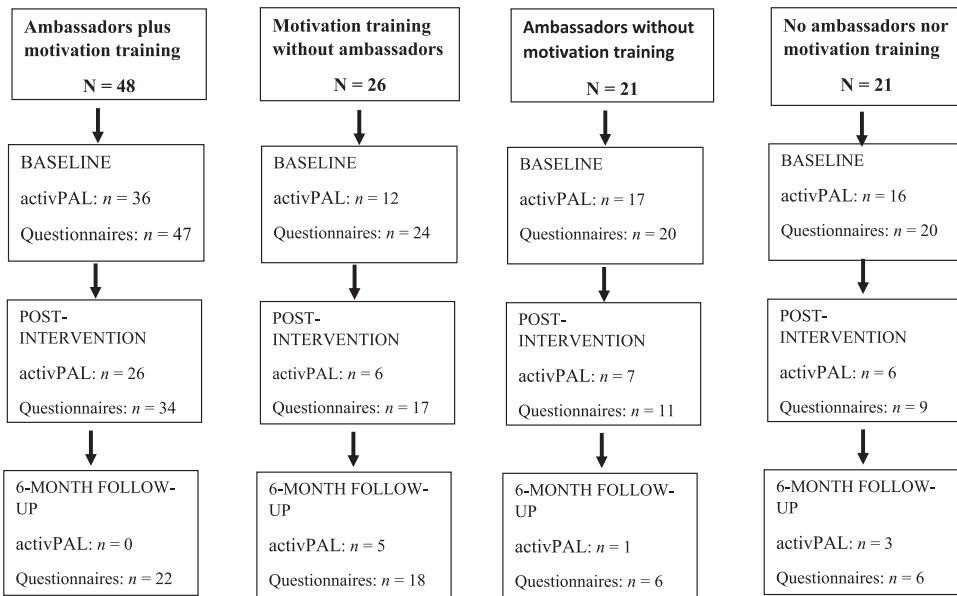 Ambassadors plus
motivation training
N = 48
BASELINE
activPAL: n = 36
Questionnaires: n = 47
POST-
INTERVENTION
activPAL: n = 26
Questionnaires: n = 34
6-MONTH FOLLOW-
UP
activPAL: n = 0
Questionnaires: n = 22
Motivation training
without ambassadors
N = 26
BASELINE
activPAL: n = 12
Questionnaires: n = 24
POST-
INTERVENTION
activPAL: n = 6
Questionnaires: n = 17
6-MONTH FOLLOW-
UP
activPAL: n = 5
Questionnaires: n = 18
Ambassadors without
motivation training
N = 21
BASELINE
activPAL: n = 17
Questionnaires: n = 20
POST-
INTERVENTION
activPAL: n = 7
Questionnaires: n = 11
6-MONTH FOLLOW-
UP
activPAL: n = 1
Questionnaires: n = 6
No ambassadors nor
motivation training
N = 21
BASELINE
activPAL: n = 16
Questionnaires: n = 20
POST-
INTERVENTION
activPAL: n = 6
Questionnaires: n = 9
6-MONTH FOLLOW-
UP
activPAL: n = 3
Questionnaires: n = 6